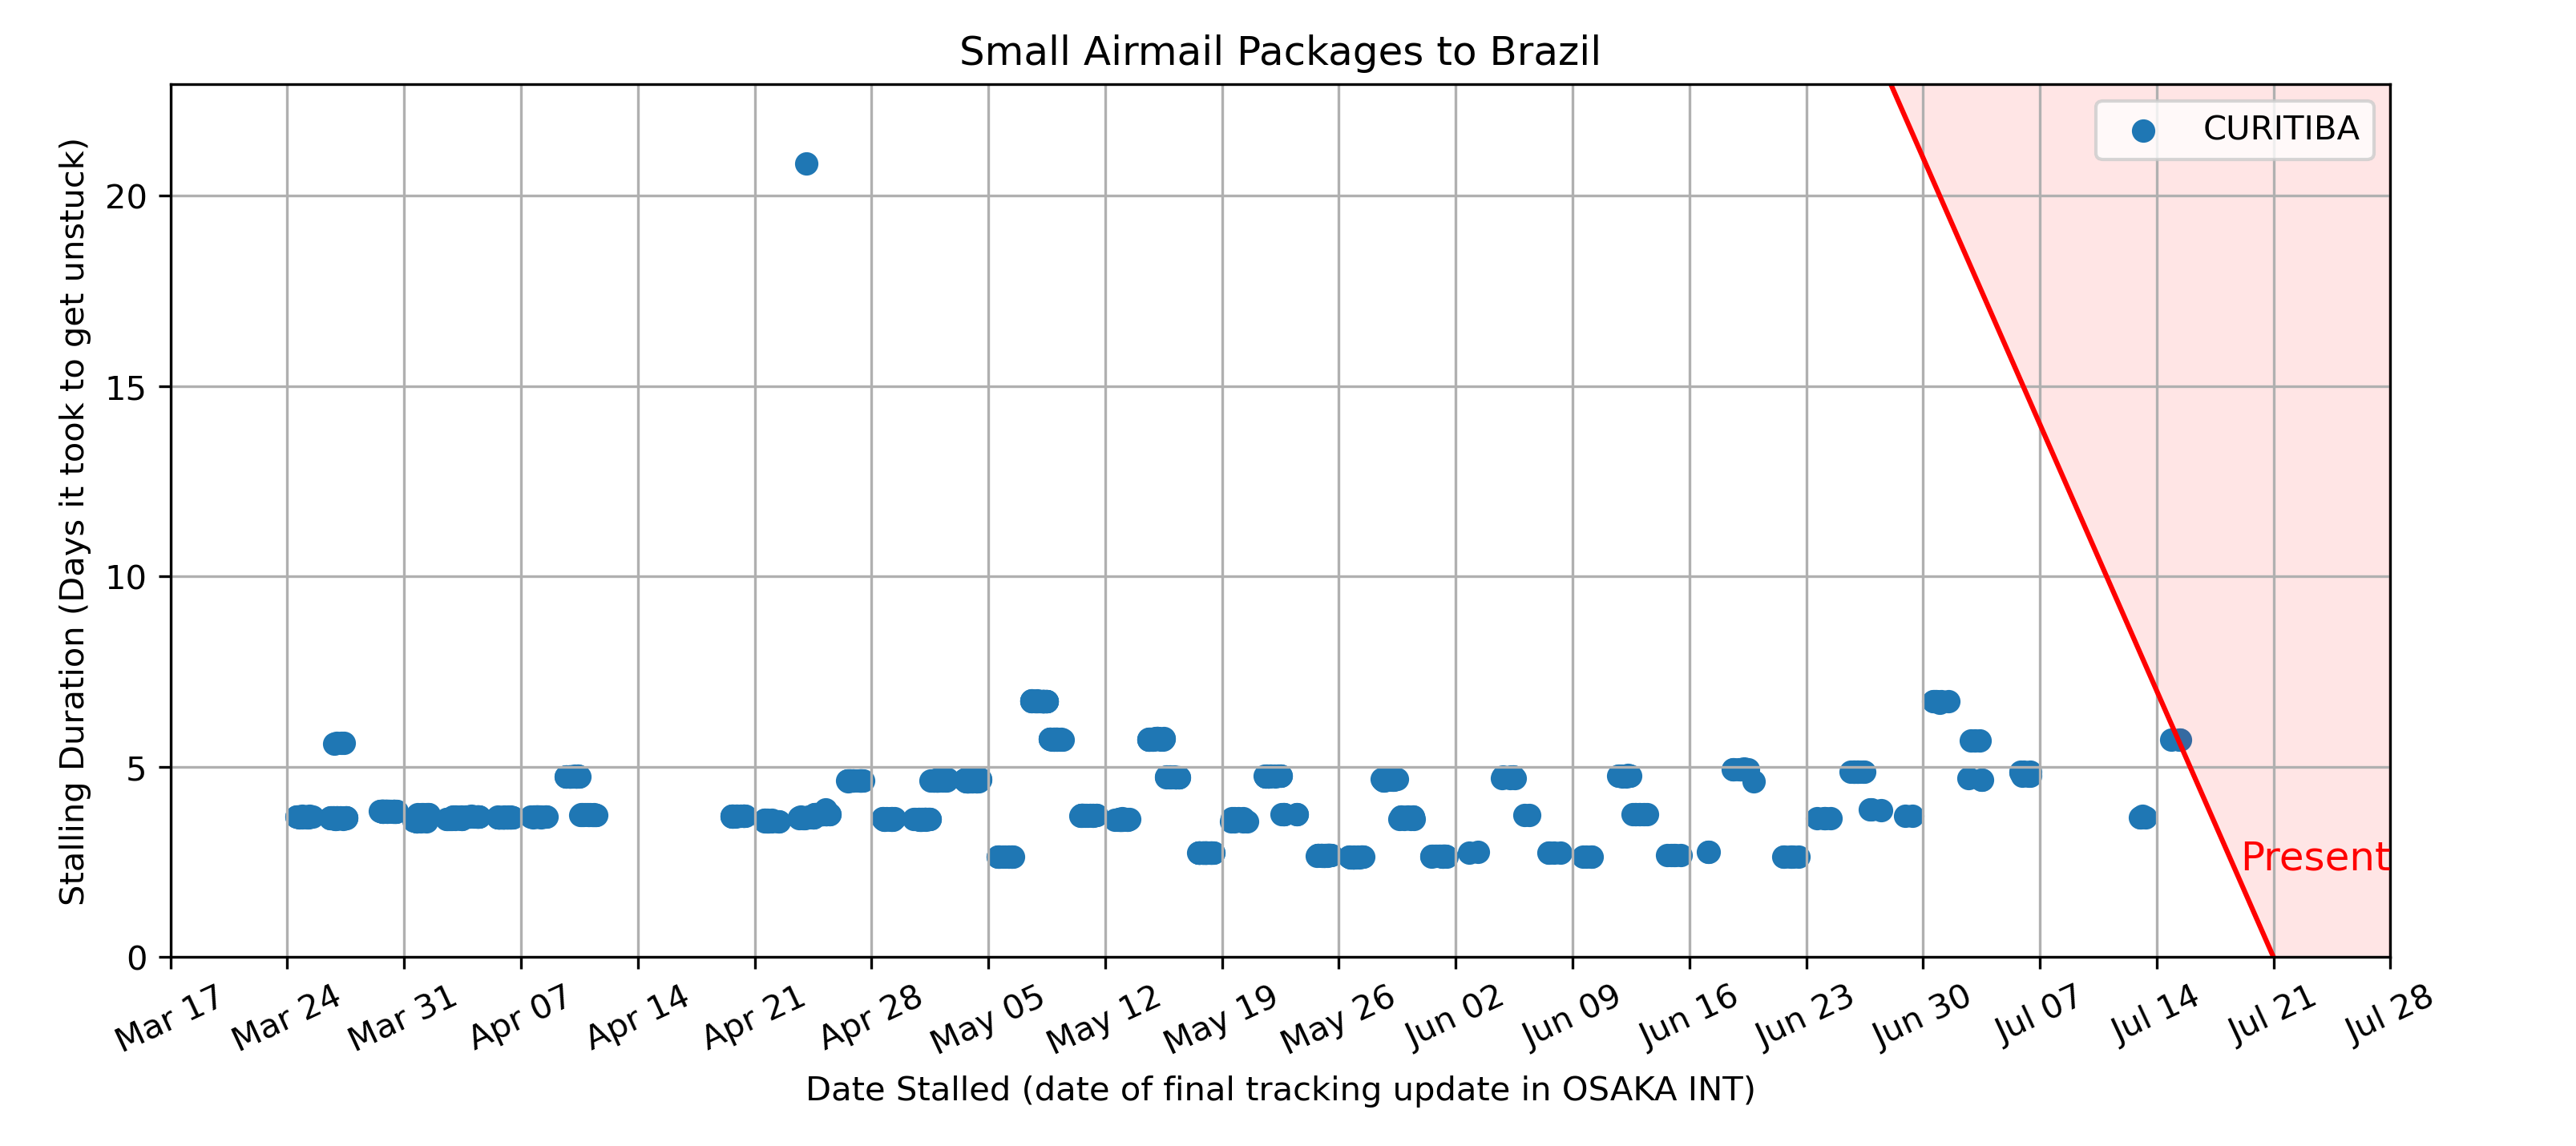 Small Airmail Packages to Brazil
CURITIBA
Stalling Duration (Days it took to get unstuck)
20
15
10
5
0
Present
Mar 17
Mar 24
Mar 31
Apr 07
Apr 14
Apr 21
Apr 28
May 05
May 12
May 19
May 26
Jun 02
Jun 09
Jun 16
Jun 23
Jun 30
Jul 07
Jul 14
Jul 21
Jul 28
Date Stalled (date of final tracking update in OSAKA INT)